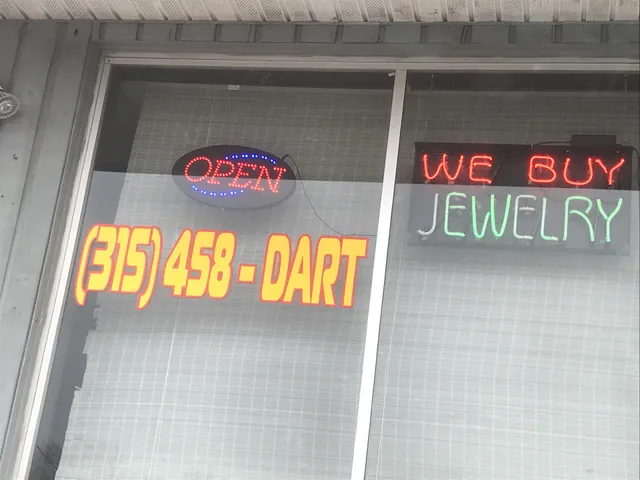 OPEN
(315) 458 - DART
WE BUY
JEWELRY